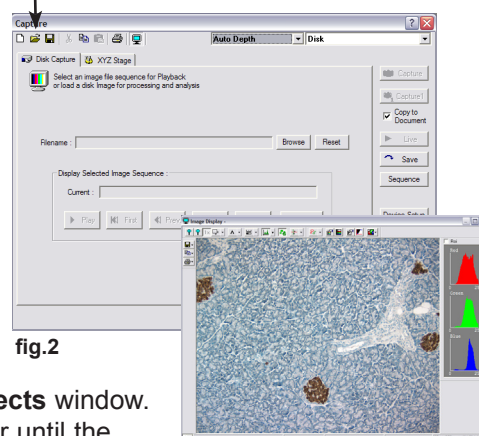 Capture
Auto Depth Disk
Disk Capture XYZ Stage
Select an image file sequence for Playback
or load a disk Image for processing and analysis
Capture
Capture1
Copy to
Document
Filename : Browse Reset
Live
Save
Display Selected Image Sequence :
Sequence
Current :
Play First Prev
Image Display -
Roi
Red
Green
Blue
fig.2
ects window.
r until the